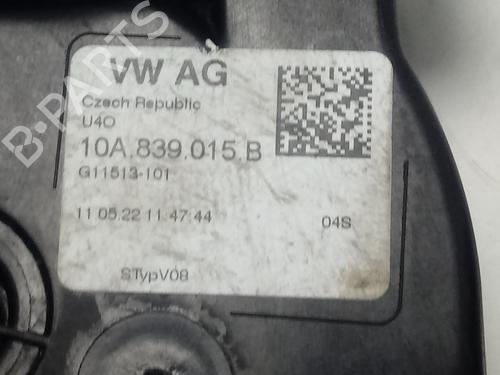 VW AG
Czech Republic
U4O
10A.839.015.B
G11513-101
11.05.22 11:47:44
04S
STypV08
B-PARTS